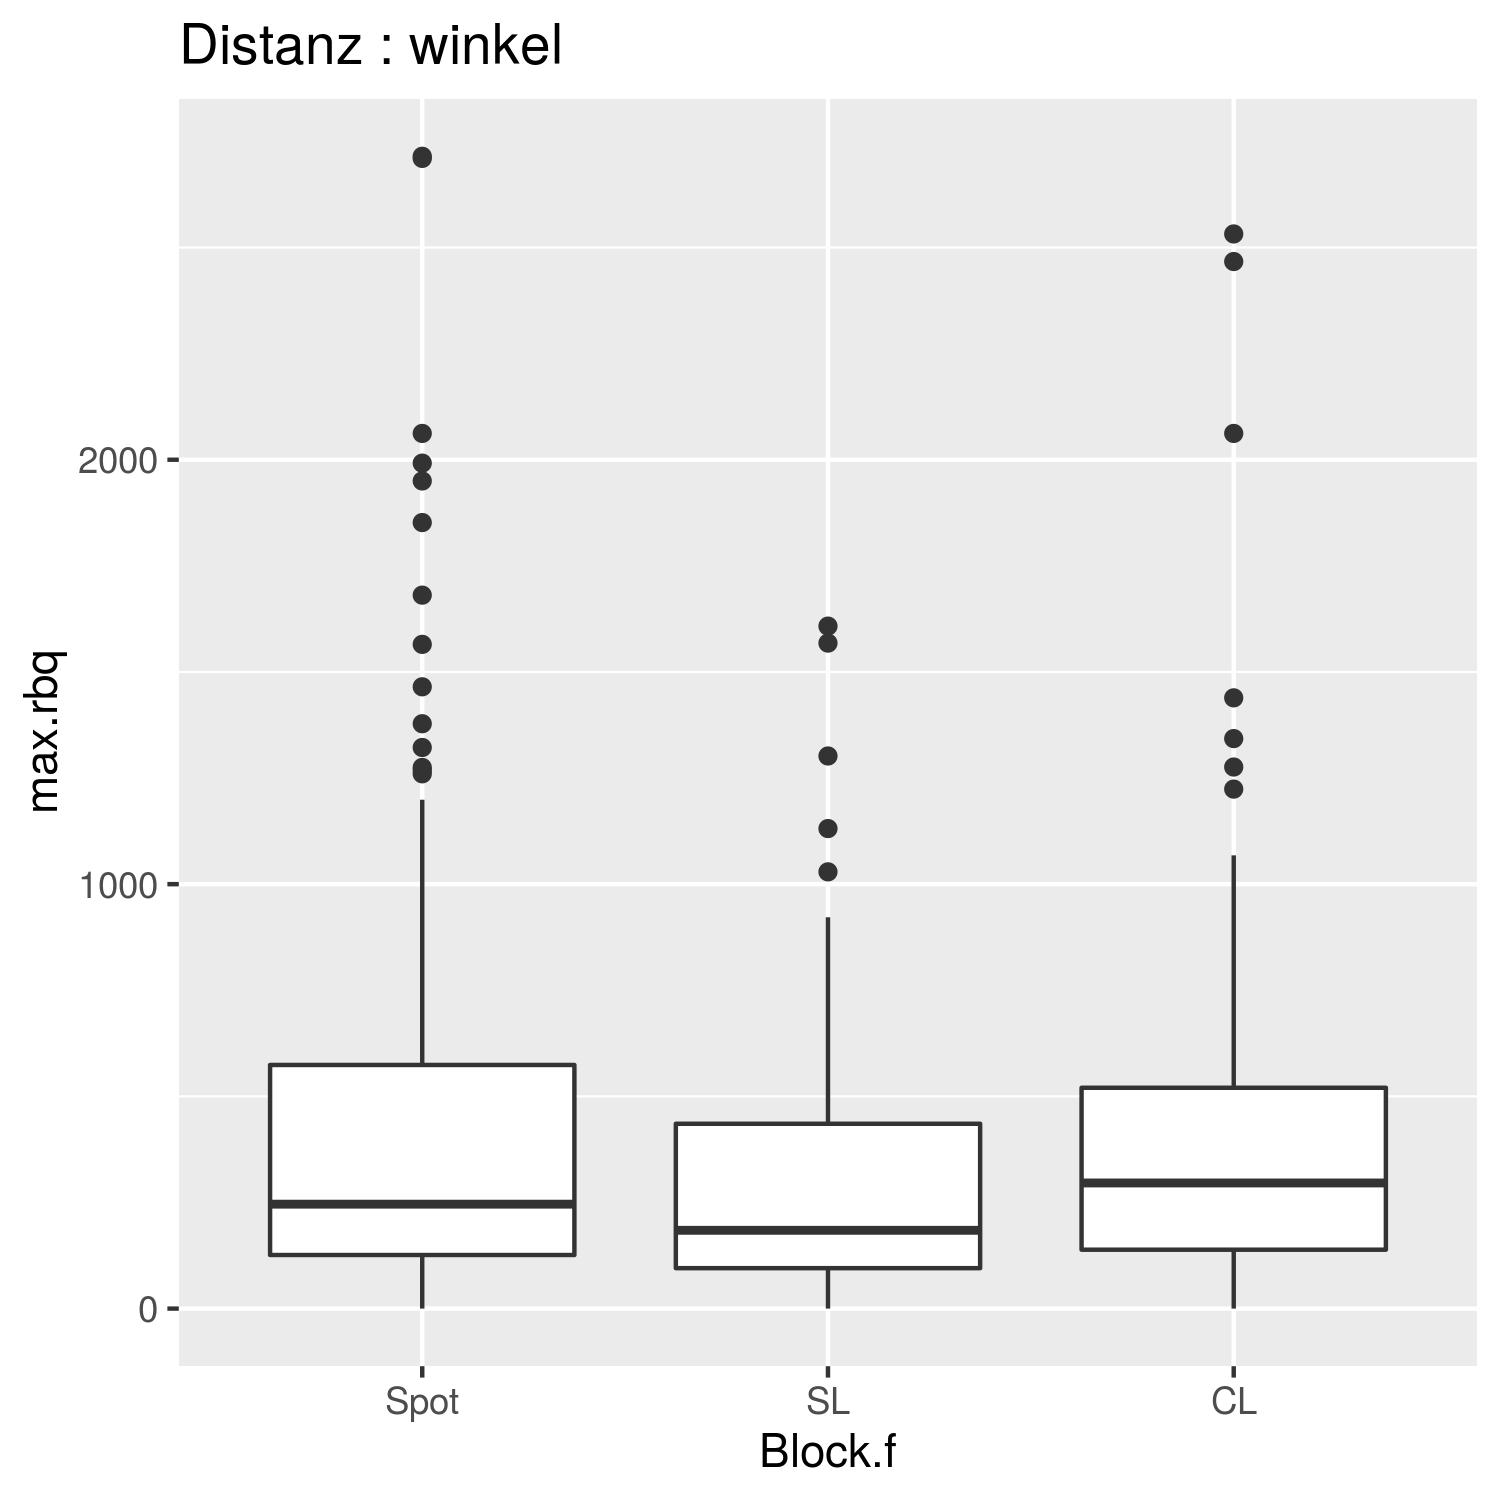 Distanz : winkel
max.rbq
2000
1000
0
Spot SL CL
Block.f